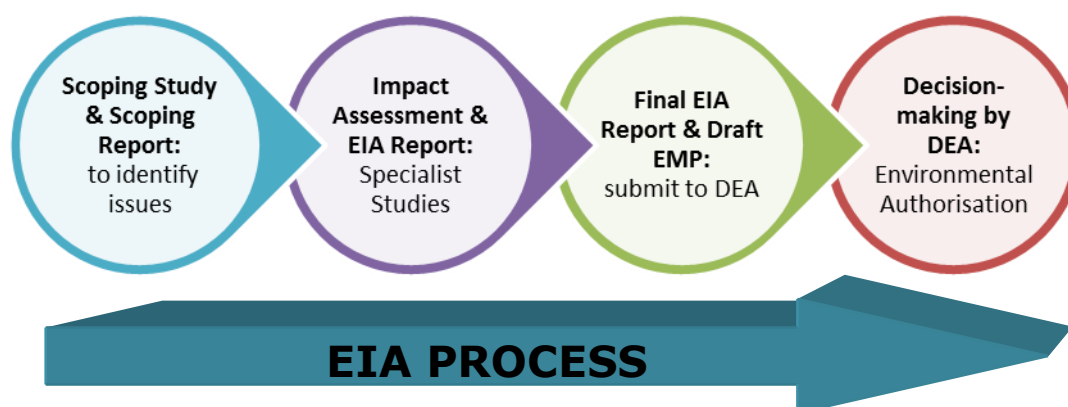 Scoping Study
& Scoping
Report:
to identify
issues
Impact
Assessment &
EIA Report:
Specialist
Studies
Final EIA
Report & Draft
EMP:
submit to DEA
Decision-
making by
DEA:
Environmental
Authorisation
EIA PROCESS